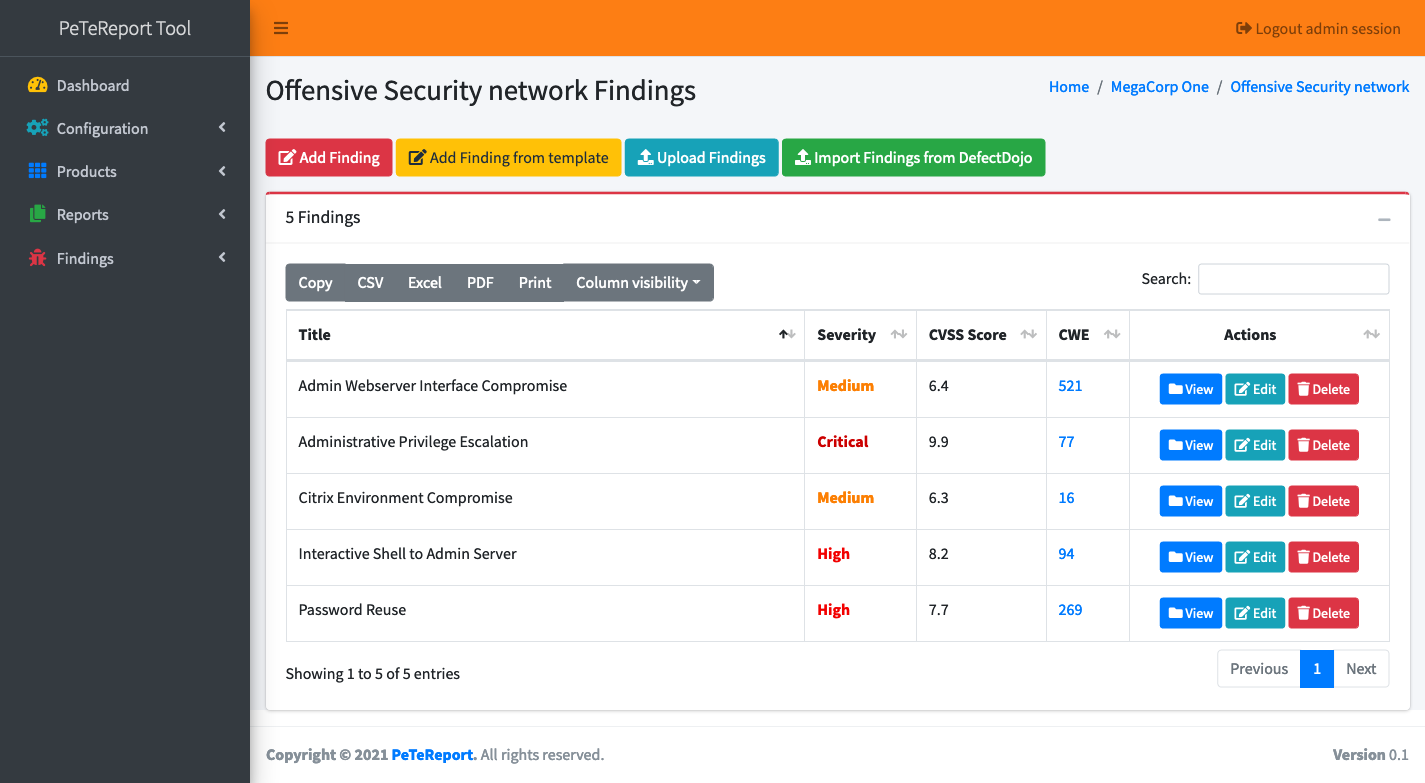 PeTeReport Tool
Logout admin session
Dashboard
Configuration
Products
Reports
Findings
Offensive Security network Findings
Home / MegaCorp One / Offensive Security network
Add Finding Add Finding from template Upload Findings Import Findings from DefectDojo
5 Findings
Copy CSV Excel PDF Print Column visibility
Search:
Title Severity CVSS Score CWE Actions
Admin Webserver Interface Compromise Medium 6.4 521 View Edit Delete
Administrative Privilege Escalation Critical 9.9 77 View Edit Delete
Citrix Environment Compromise Medium 6.3 16 View Edit Delete
Interactive Shell to Admin Server High 8.2 94 View Edit Delete
Password Reuse High 7.7 269 View Edit Delete
Showing 1 to 5 of 5 entries
Previous 1 Next
Copyright © 2021 PeTeReport. All rights reserved.
Version 0.1